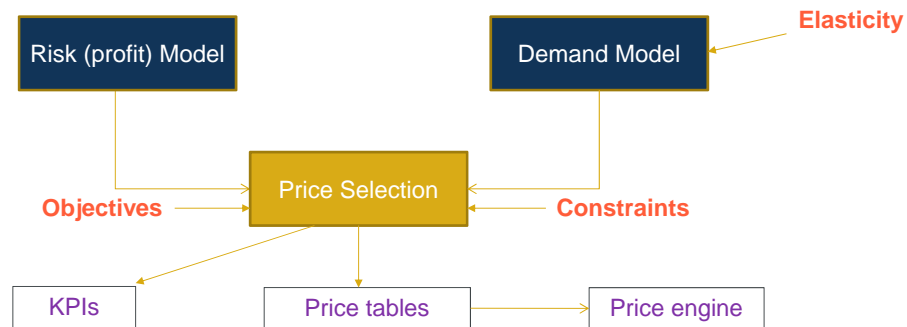 Elasticity
Risk (profit) Model
Demand Model
Price Selection
Objectives
Constraints
KPIs
Price tables
Price engine